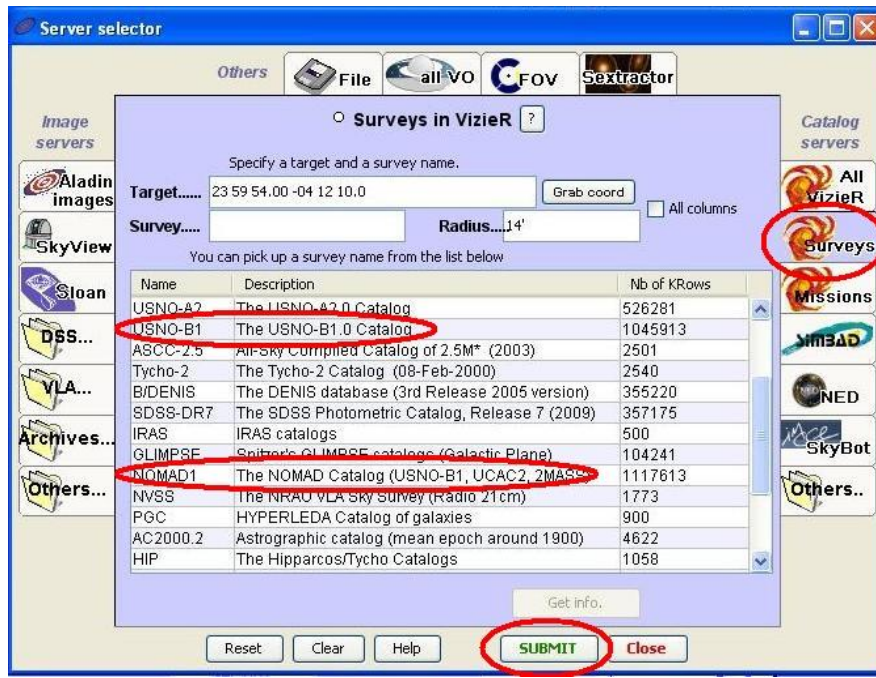 Server selector
Others File all VO FOV Sextractor
Image servers
Aladin images
SkyView
Sloan
DSS...
VLA...
Archives...
Others...
Surveys in VizieR ?
Specify a target and a survey name.
Target...... 23 59 54.00 -04 12 10.0 Grab coord
All columns
Survey..... Radius....14'
You can pick up a survey name from the list below
Name Description Nb of KRows
USNO-A2 The USNO-A2.0 Catalog 526281
USNO-B1 The USNO-B1.0 Catalog 1045913
ASCC-2.5 All-Sky Compiled Catalog of 2.5M* (2003) 2501
Tycho-2 The Tycho-2 Catalog (08-Feb-2000) 2540
B/DENIS The DENIS database (3rd Release 2005 version) 355220
SDSS-DR7 The SDSS Photometric Catalog, Release 7 (2009) 357175
IRAS IRAS catalogs 500
GLIMPSE Spitzer's GLIMPSE catalogs (Galactic Plane) 104241
NOMAD1 The NOMAD Catalog (USNO-B1, UCAC2, 2MASS) 1117613
NVSS The NRAO VLA Sky Survey (Radio 21cm) 1773
PGC HYPERLEDA Catalog of galaxies 900
AC2000.2 Astrographic catalog (mean epoch around 1900) 4622
HIP The Hipparcos/Tycho Catalogs 1058
Get info.
Reset Clear Help SUBMIT Close
Catalog servers
All VizieR
Surveys
Missions
SIMBAD
NED
SkyBot
Others..